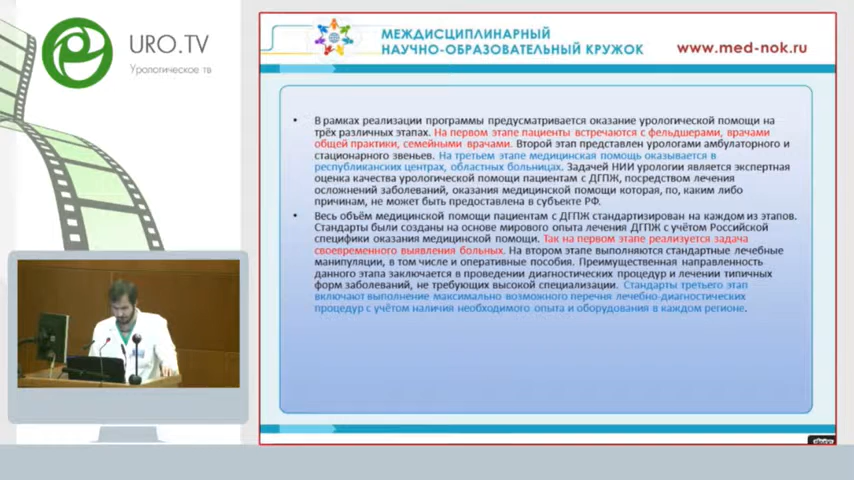 URO.TV
Урологическое тв
МЕЖДИСЦИПЛИНАРНЫЙ
НАУЧНО-ОБРАЗОВАТЕЛЬНЫЙ КРУЖОК
www.med-nok.ru
• В рамках реализации программы предусматривается оказание урологической помощи на
трёх различных этапах. На первом этапе пациенты встречаются с фельдшерами, врачами
общей практики, семейными врачами. Второй этап представлен урологами амбулаторного и
стационарного звеньев. На третьем этапе медицинская помощь оказывается в
республиканских центрах, областных больницах. Задачей НИИ урологии является экспертная
оценка качества урологической помощи пациентам с ДГПЖ, посредством лечения
осложнений заболеваний, оказания медицинской помощи которая, по, каким либо
причинам, не может быть предоставлена в субъекте РФ.
• Весь объём медицинской помощи пациентам с ДГПЖ стандартизирован на каждом из этапов.
Стандарты были созданы на основе мирового опыта лечения ДГПЖ с учётом Российской
специфики оказания медицинской помощи. Так на первом этапе реализуется задача
своевременного выявления больных. На втором этапе выполняются стандартные лечебные
манипуляции, в том числе и оперативные пособия. Преимущественная направленность
данного этапа заключается в проведении диагностических процедур и лечении типичных
форм заболеваний, не требующих высокой специализации. Стандарты третьего этап
включают выполнение максимально возможного перечня лечебно-диагностических
процедур с учётом наличия необходимого опыта и оборудования в каждом регионе.